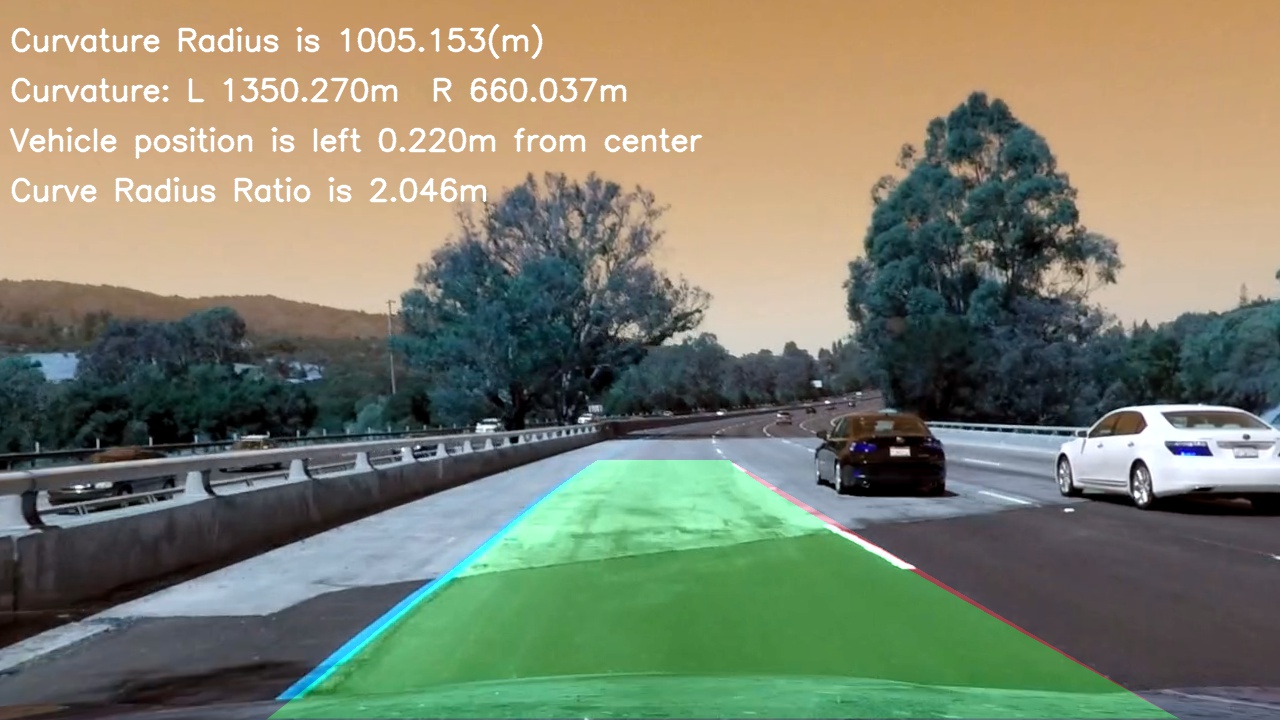 Curvature Radius is 1005.153(m)
Curvature: L 1350.270m R 660.037m
Vehicle position is left 0.220m from center
Curve Radius Ratio is 2.046m